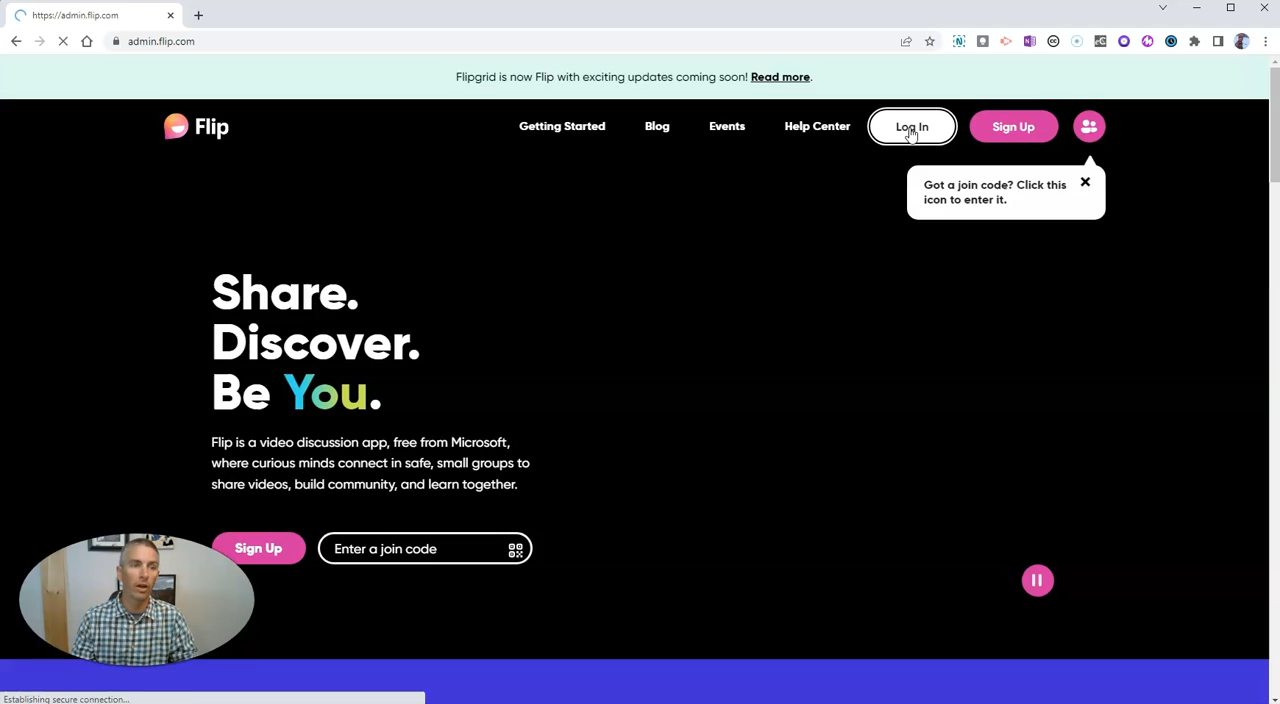 https://admin.flip.com
admin.flip.com
Flipgrid is now Flip with exciting updates coming soon! Read more.
Flip
Getting Started
Blog
Events
Help Center
Log In
Sign Up
Got a join code? Click this
icon to enter it.
Share.
Discover.
Be You.
Flip is a video discussion app, free from Microsoft,
where curious minds connect in safe, small groups to
share videos, build community, and learn together.
Sign Up
Enter a join code
Establishing secure connection...